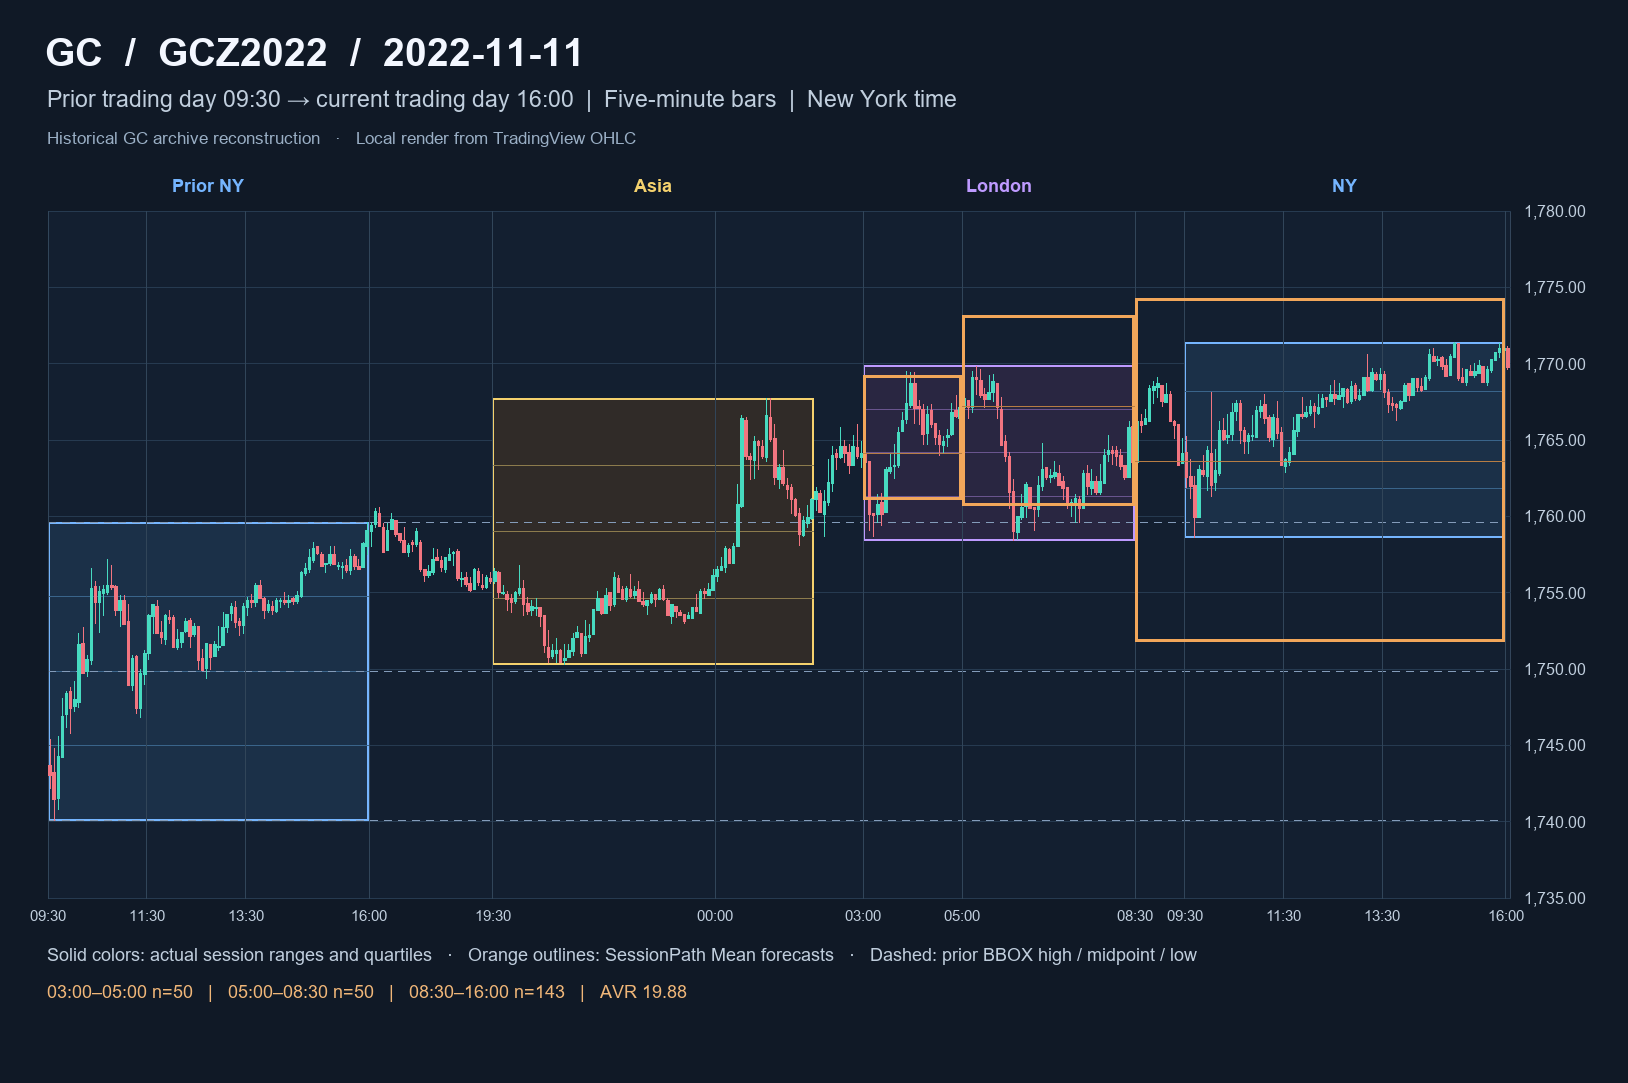 GC / GCZ2022 / 2022-11-11
Prior trading day 09:30 → current trading day 16:00 | Five-minute bars | New York time
Historical GC archive reconstruction · Local render from TradingView OHLC
Prior NY Asia London NY
1,780.00
1,775.00
1,770.00
1,765.00
1,760.00
1,755.00
1,750.00
1,745.00
1,740.00
1,735.00
09:30 11:30 13:30 16:00 19:30 00:00 03:00 05:00 08:30 09:30 11:30 13:30 16:00
Solid colors: actual session ranges and quartiles · Orange outlines: SessionPath Mean forecasts · Dashed: prior BBOX high / midpoint / low
03:00–05:00 n=50 | 05:00–08:30 n=50 | 08:30–16:00 n=143 | AVR 19.88